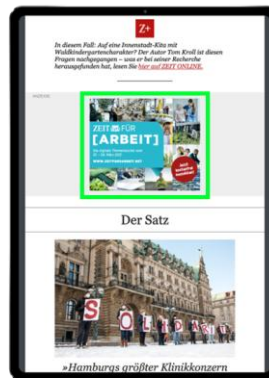 Z+
In diesem Fall: Auf eine Innenstadt-Kita mit
Waldkindergartencharakter? Der Autor Tom Kroll ist diesen
Fragen nachgegangen – was er bei seiner Recherche
herausgefunden hat, lesen Sie hier auf ZEIT ONLINE.
ANZEIGE
ZEIT FÜR
[ARBEIT]
WWW.ZEITFUERARBEIT.DE
Der Satz
SOLIDARI
»Hamburgs größter Klinikkonzern